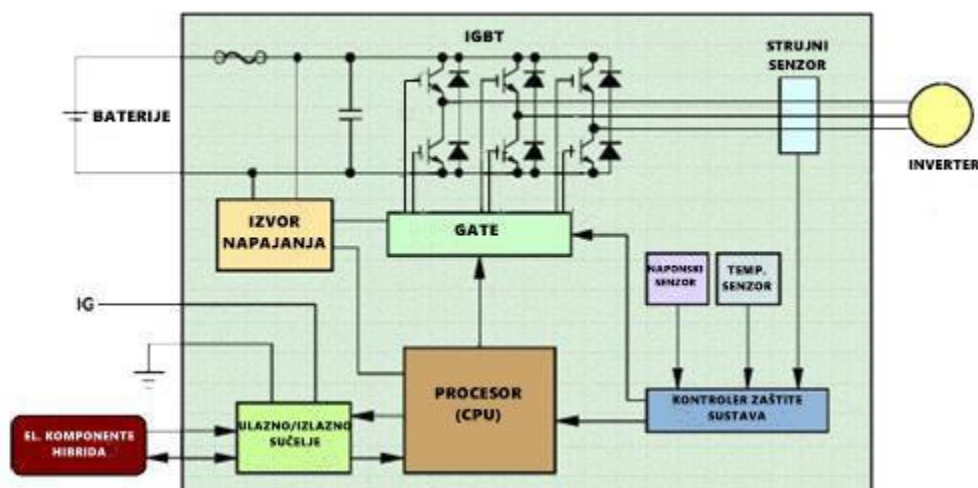 IGBT
STRUJNI
SENZOR
BATERIJE
INVERTER
IZVOR
NAPAJANJA
GATE
NAPONSKI
SENZOR
TEMP.
SENZOR
IG
PROCESOR
(CPU)
KONTROLER ZAŠTITE
SUSTAVA
ULAZNO/IZLAZNO
SUČELJE
EL. KOMPONENTE
HIBRIDA